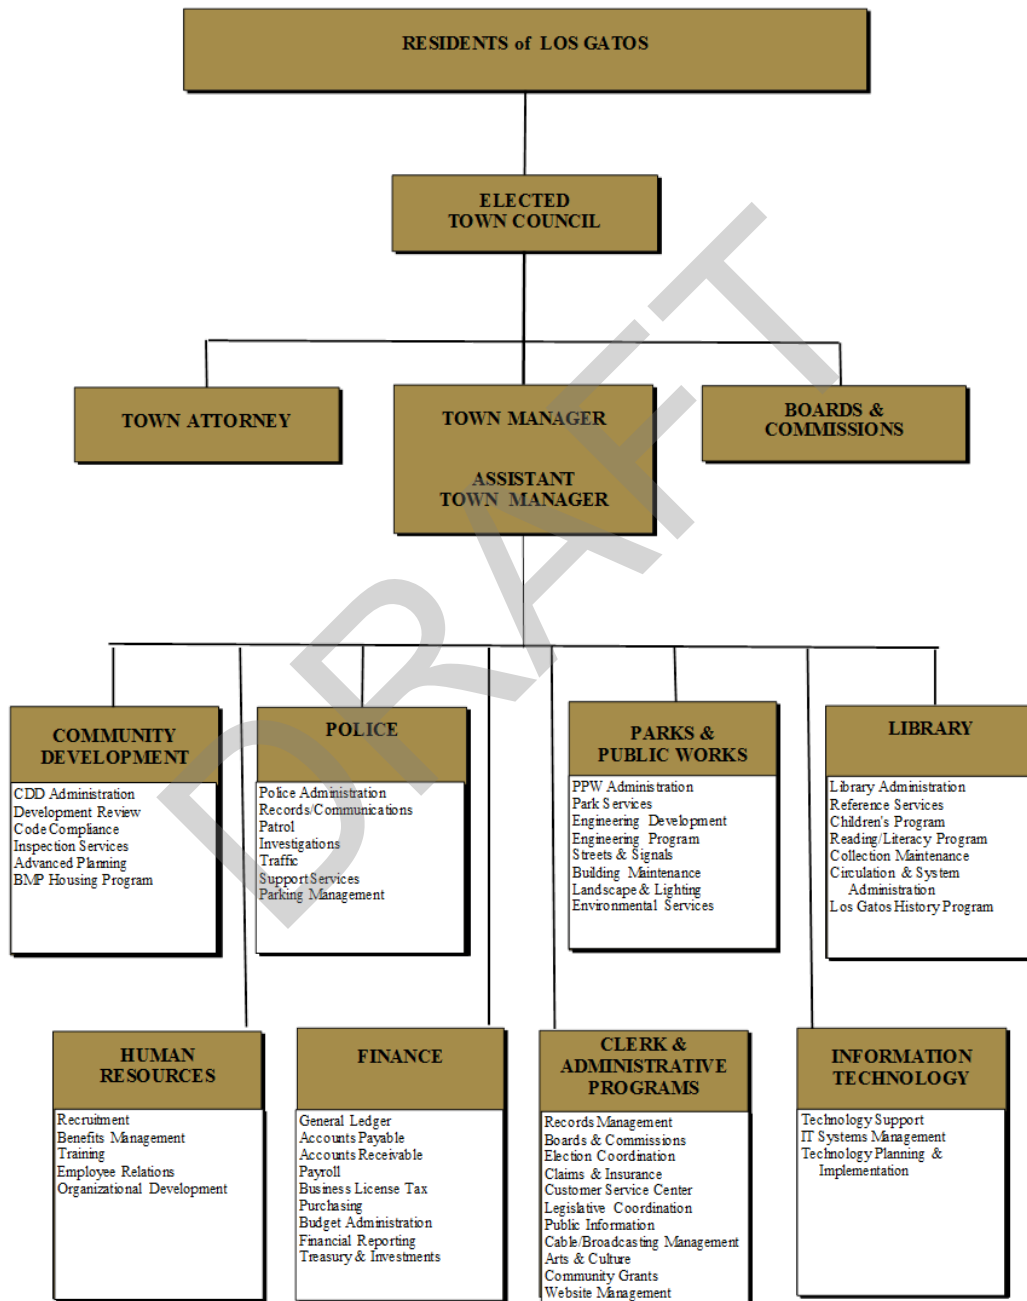 RESIDENTS of LOS GATOS
ELECTED
TOWN COUNCIL
TOWN ATTORNEY
TOWN MANAGER
ASSISTANT
TOWN MANAGER
BOARDS &
COMMISSIONS
COMMUNITY
DEVELOPMENT
CDD Administration
Development Review
Code Compliance
Inspection Services
Advanced Planning
BMP Housing Program
POLICE
Police Administration
Records/Communications
Patrol
Investigations
Traffic
Support Services
Parking Management
PARKS &
PUBLIC WORKS
PPW Administration
Park Services
Engineering Development
Engineering Program
Streets & Signals
Building Maintenance
Landscape & Lighting
Environmental Services
LIBRARY
Library Administration
Reference Services
Children's Program
Reading/Literacy Program
Collection Maintenance
Circulation & System
Administration
Los Gatos History Program
HUMAN
RESOURCES
Recruitment
Benefits Management
Training
Employee Relations
Organizational Development
FINANCE
General Ledger
Accounts Payable
Accounts Receivable
Payroll
Business License Tax
Purchasing
Budget Administration
Financial Reporting
Treasury & Investments
CLERK &
ADMINISTRATIVE
PROGRAMS
Records Management
Boards & Commissions
Election Coordination
Claims & Insurance
Customer Service Center
Legislative Coordination
Public Information
Cable/Broadcasting Management
Arts & Culture
Community Grants
Website Management
INFORMATION
TECHNOLOGY
Technology Support
IT Systems Management
Technology Planning &
Implementation
DRAFT